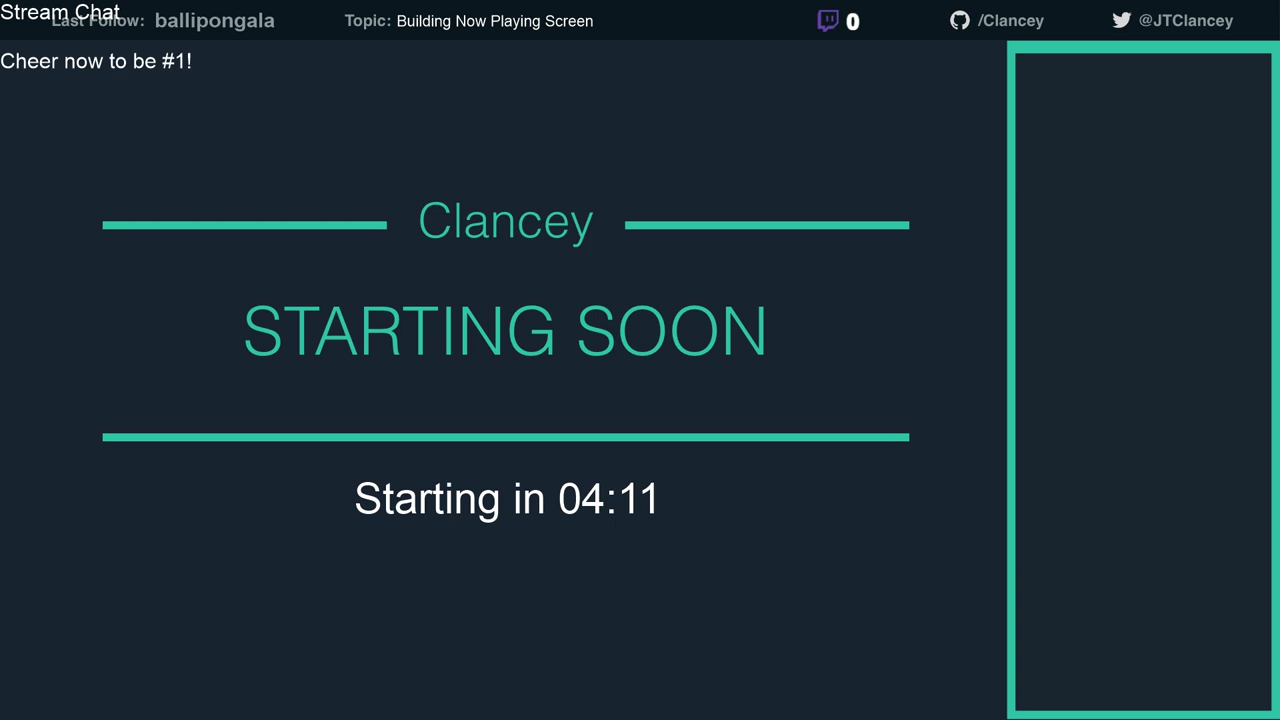 Stream Chat
Last Follow: ballipongala Topic: Building Now Playing Screen 0 /Clancey @JTClancey
Cheer now to be #1!
Clancey
STARTING SOON
Starting in 04:11